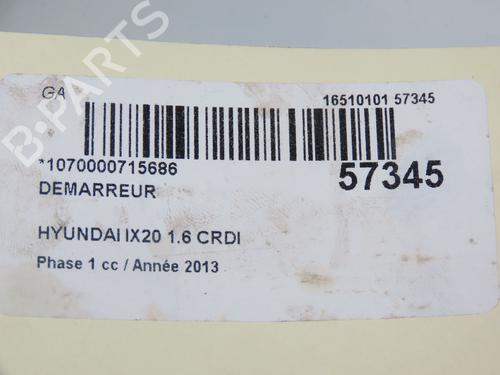 B-PARTS
GA
16510101 57345
*1070000715686
57345
DEMARREUR
HYUNDAI IX20 1.6 CRDI
Phase 1 cc / Année 2013